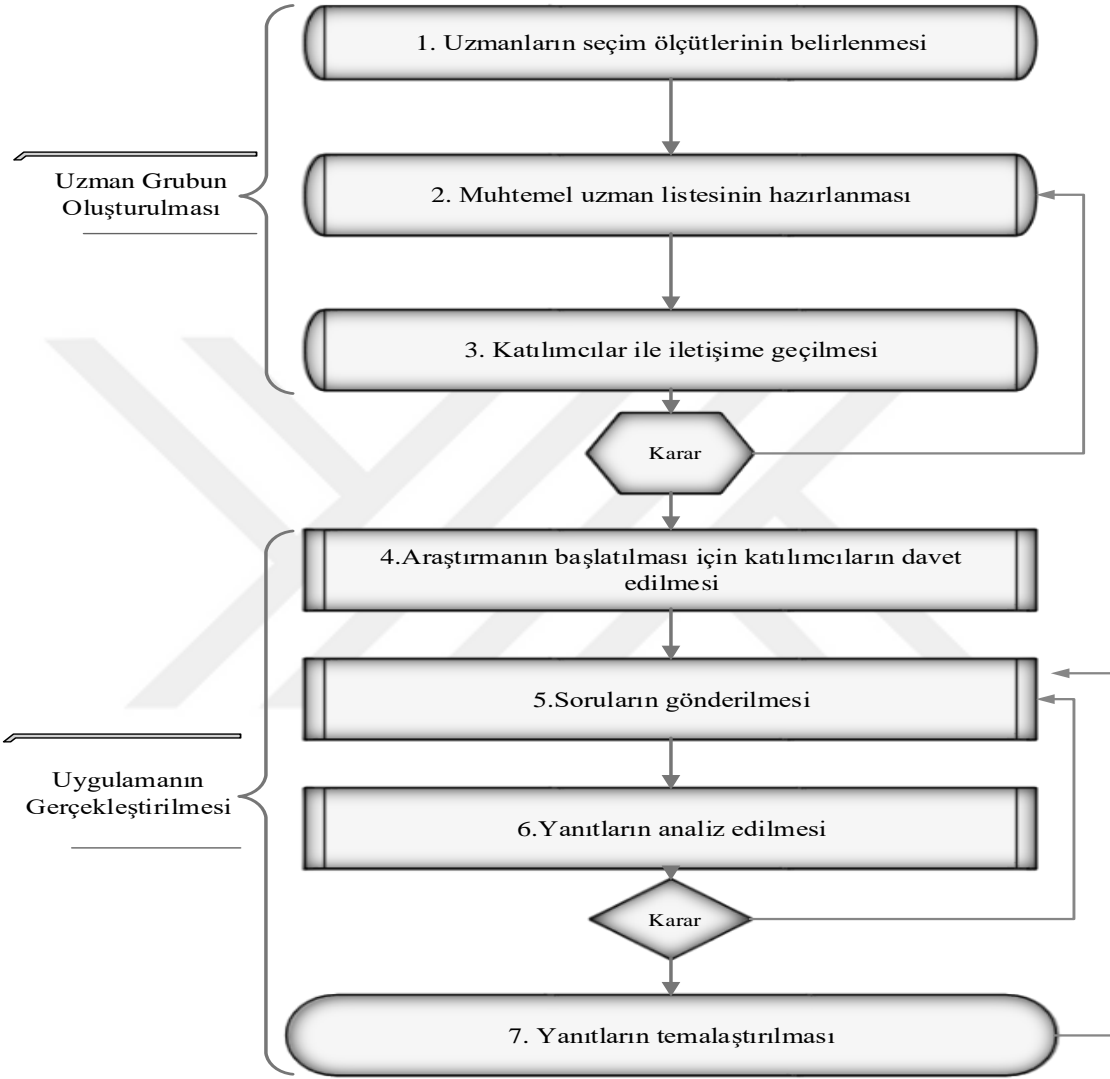 1. Uzmanların seçim ölçütlerinin belirlenmesi
Uzman Grubun
Oluşturulması
2. Muhtemel uzman listesinin hazırlanması
3. Katılımcılar ile iletişime geçilmesi
Karar
4.Araştırmanın başlatılması için katılımcıların davet
edilmesi
5.Soruların gönderilmesi
Uygulamanın
Gerçekleştirilmesi
6.Yanıtların analiz edilmesi
Karar
7. Yanıtların temalaştırılması